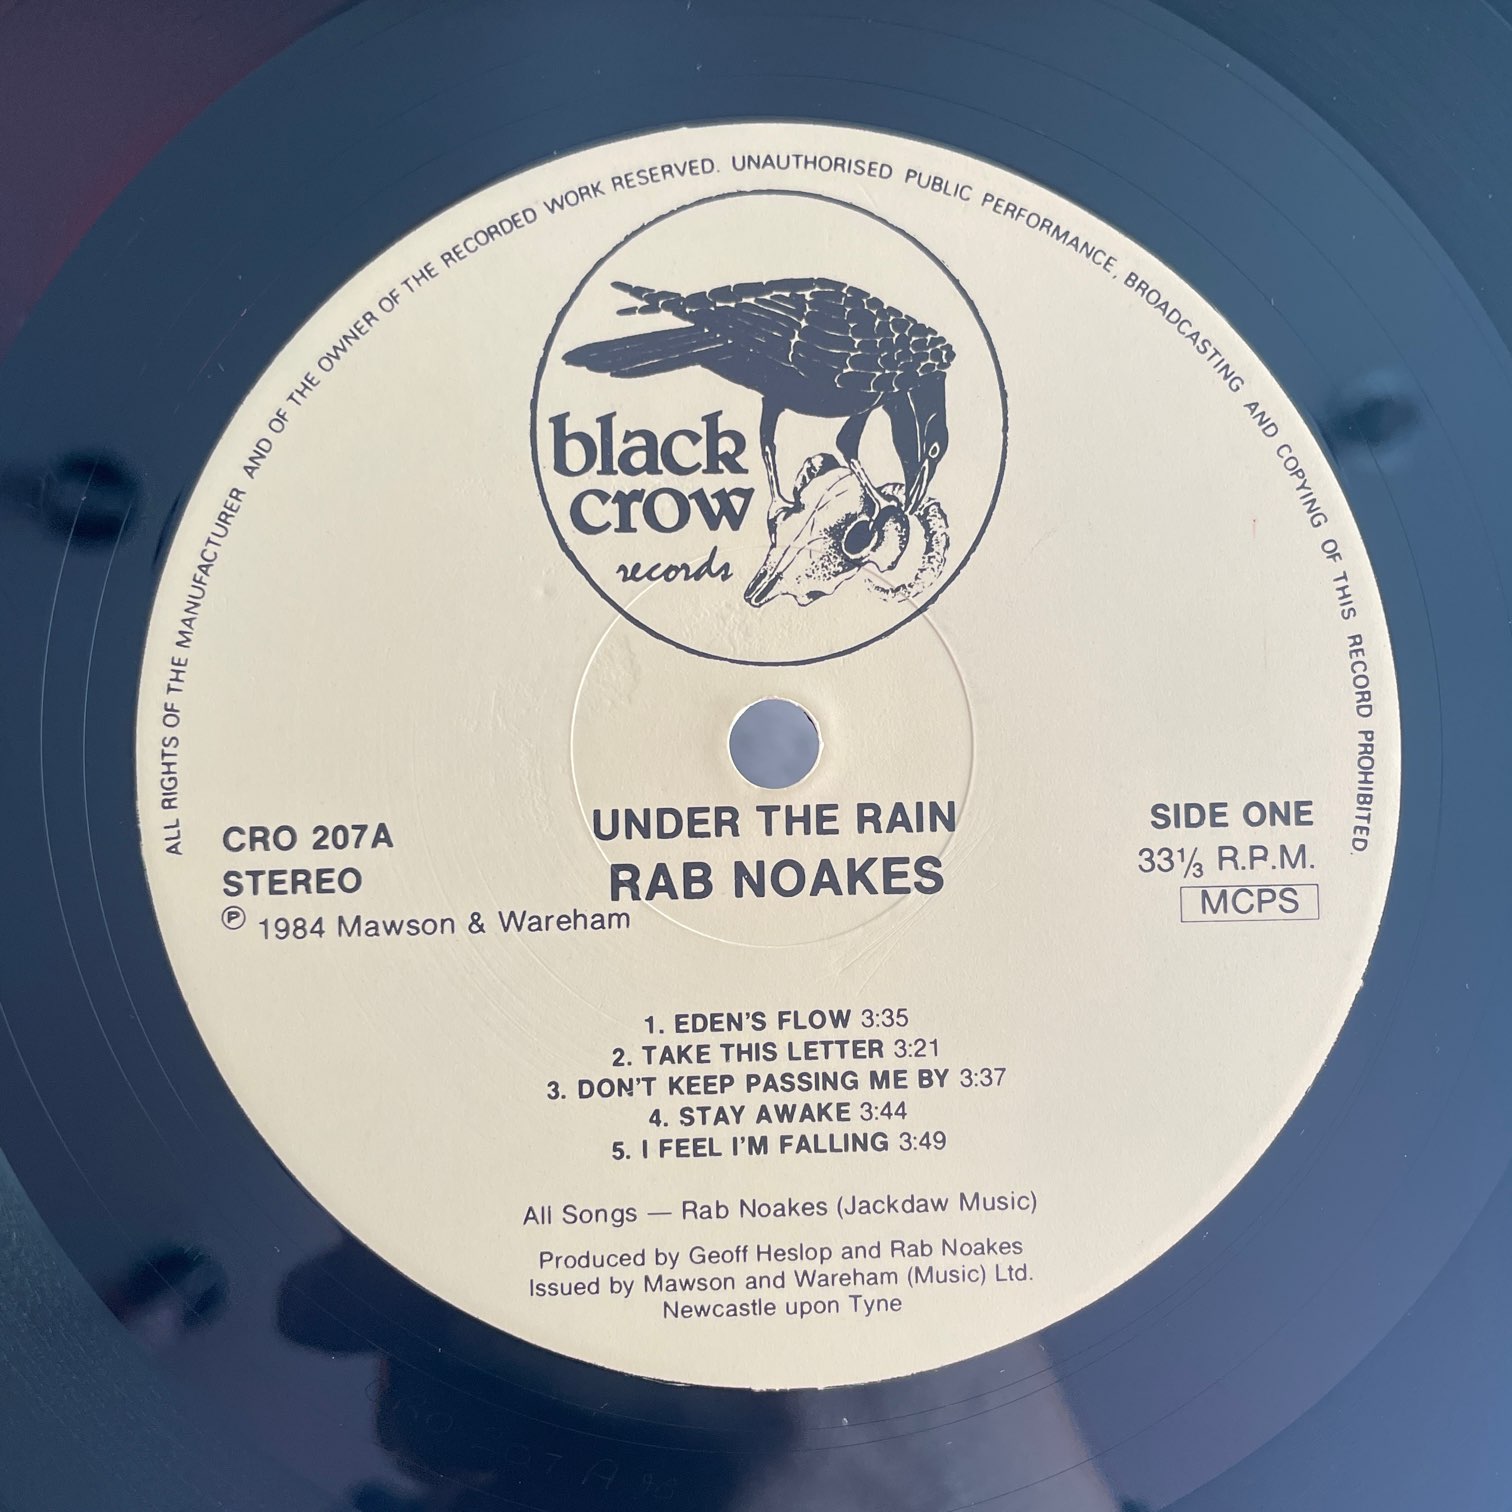 ALL RIGHTS OF THE MANUFACTURER AND OF THE OWNER OF THE RECORDED WORK RESERVED. UNAUTHORISED PUBLIC PERFORMANCE, BROADCASTING AND COPYING OF THIS RECORD PROHIBITED.
black
crow
records
UNDER THE RAIN
RAB NOAKES
CRO 207A
STEREO
℗ 1984 Mawson & Wareham
SIDE ONE
33⅓ R.P.M.
MCPS
1. EDEN'S FLOW 3:35
2. TAKE THIS LETTER 3:21
3. DON'T KEEP PASSING ME BY 3:37
4. STAY AWAKE 3:44
5. I FEEL I'M FALLING 3:49
All Songs — Rab Noakes (Jackdaw Music)
Produced by Geoff Heslop and Rab Noakes
Issued by Mawson and Wareham (Music) Ltd.
Newcastle upon Tyne